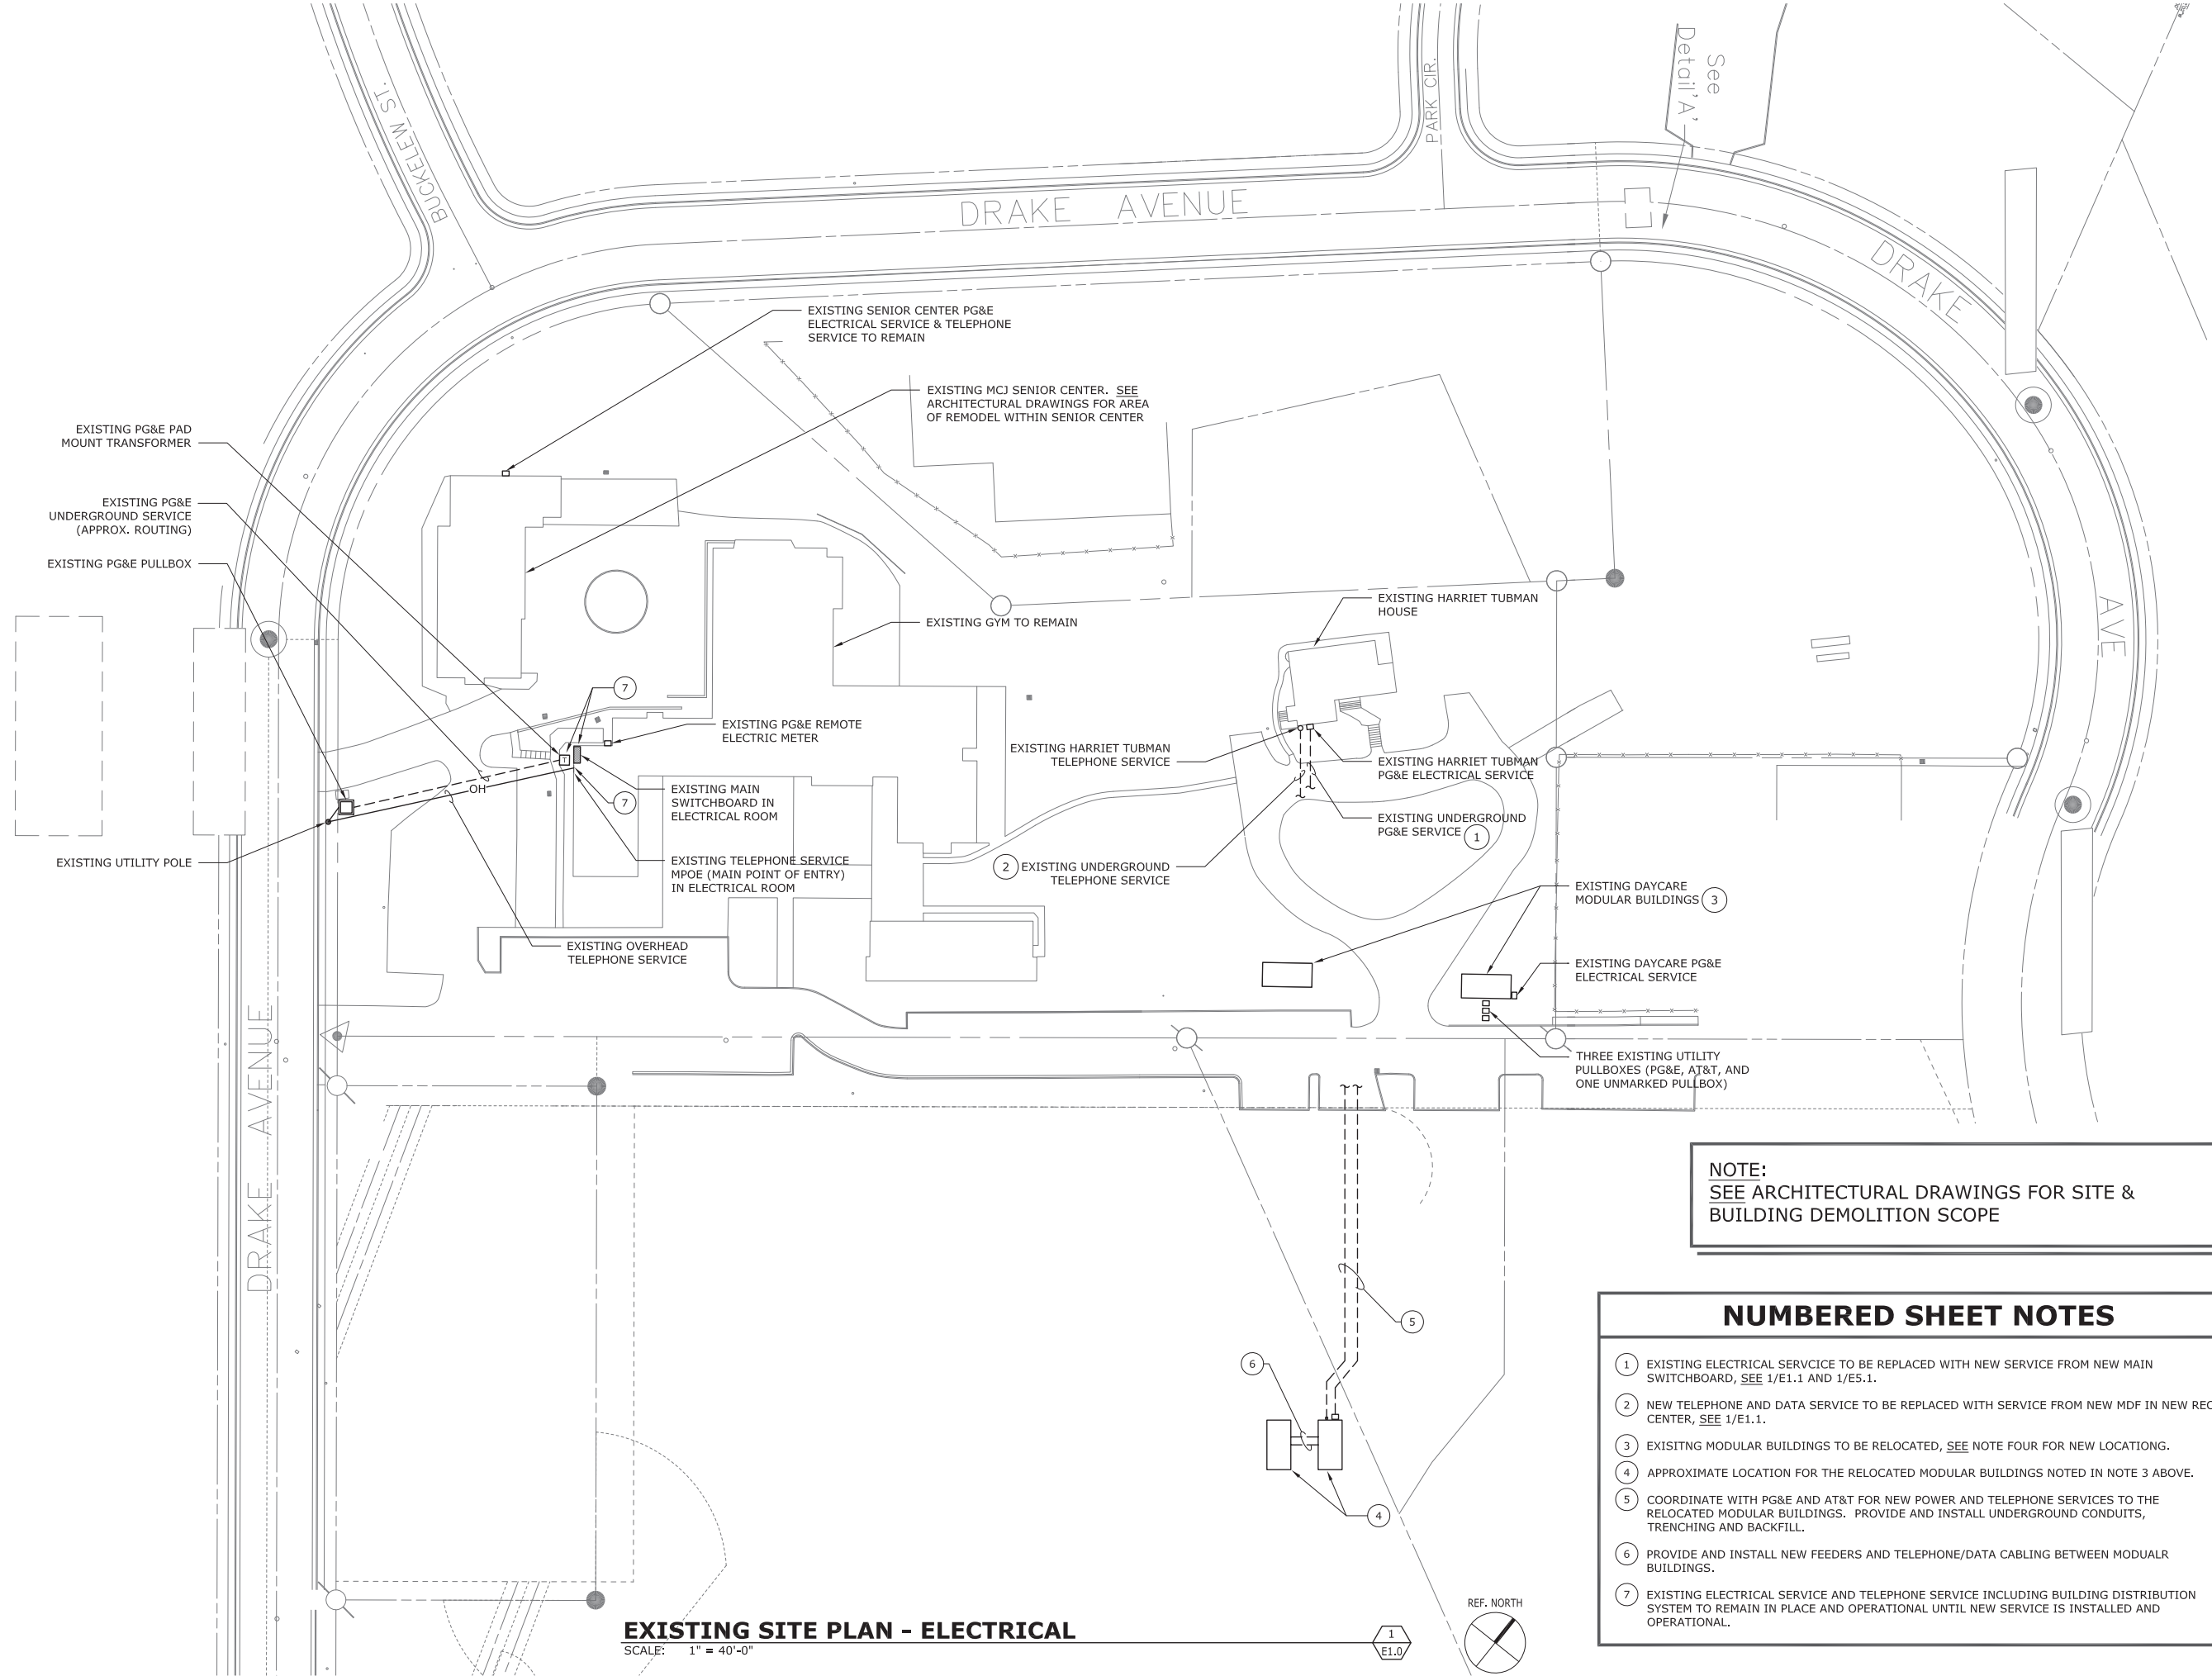 BUCKELEW ST.
PARK CIR.
See
Detail 'A'
DRAKE AVENUE
DRAKE
AVE
EXISTING SENIOR CENTER PG&E
ELECTRICAL SERVICE & TELEPHONE
SERVICE TO REMAIN
EXISTING MCJ SENIOR CENTER. SEE
ARCHITECTURAL DRAWINGS FOR AREA
OF REMODEL WITHIN SENIOR CENTER
EXISTING PG&E PAD
MOUNT TRANSFORMER
EXISTING PG&E
UNDERGROUND SERVICE
(APPROX. ROUTING)
EXISTING PG&E PULLBOX
EXISTING GYM TO REMAIN
EXISTING HARRIET TUBMAN
HOUSE
7
EXISTING PG&E REMOTE
ELECTRIC METER
T
EXISTING HARRIET TUBMAN
TELEPHONE SERVICE
EXISTING HARRIET TUBMAN
PG&E ELECTRICAL SERVICE
OH
7
EXISTING MAIN
SWITCHBOARD IN
ELECTRICAL ROOM
EXISTING UNDERGROUND
PG&E SERVICE 1
EXISTING UTILITY POLE
EXISTING TELEPHONE SERVICE
MPOE (MAIN POINT OF ENTRY)
IN ELECTRICAL ROOM
2 EXISTING UNDERGROUND
TELEPHONE SERVICE
EXISTING DAYCARE
MODULAR BUILDINGS 3
EXISTING OVERHEAD
TELEPHONE SERVICE
EXISTING DAYCARE PG&E
ELECTRICAL SERVICE
THREE EXISTING UTILITY
PULLBOXES (PG&E, AT&T, AND
ONE UNMARKED PULLBOX)
DRAKE AVENUE
NOTE:
SEE ARCHITECTURAL DRAWINGS FOR SITE &
BUILDING DEMOLITION SCOPE
5
6
4
NUMBERED SHEET NOTES
1 EXISTING ELECTRICAL SERVCICE TO BE REPLACED WITH NEW SERVICE FROM NEW MAIN
SWITCHBOARD, SEE 1/E1.1 AND 1/E5.1.
2 NEW TELEPHONE AND DATA SERVICE TO BE REPLACED WITH SERVICE FROM NEW MDF IN NEW REC
CENTER, SEE 1/E1.1.
3 EXISITNG MODULAR BUILDINGS TO BE RELOCATED, SEE NOTE FOUR FOR NEW LOCATIONG.
4 APPROXIMATE LOCATION FOR THE RELOCATED MODULAR BUILDINGS NOTED IN NOTE 3 ABOVE.
5 COORDINATE WITH PG&E AND AT&T FOR NEW POWER AND TELEPHONE SERVICES TO THE
RELOCATED MODULAR BUILDINGS. PROVIDE AND INSTALL UNDERGROUND CONDUITS,
TRENCHING AND BACKFILL.
6 PROVIDE AND INSTALL NEW FEEDERS AND TELEPHONE/DATA CABLING BETWEEN MODUALR
BUILDINGS.
7 EXISTING ELECTRICAL SERVICE AND TELEPHONE SERVICE INCLUDING BUILDING DISTRIBUTION
SYSTEM TO REMAIN IN PLACE AND OPERATIONAL UNTIL NEW SERVICE IS INSTALLED AND
OPERATIONAL.
EXISTING SITE PLAN - ELECTRICAL
SCALE: 1" = 40'-0"
1
E1.0
REF. NORTH